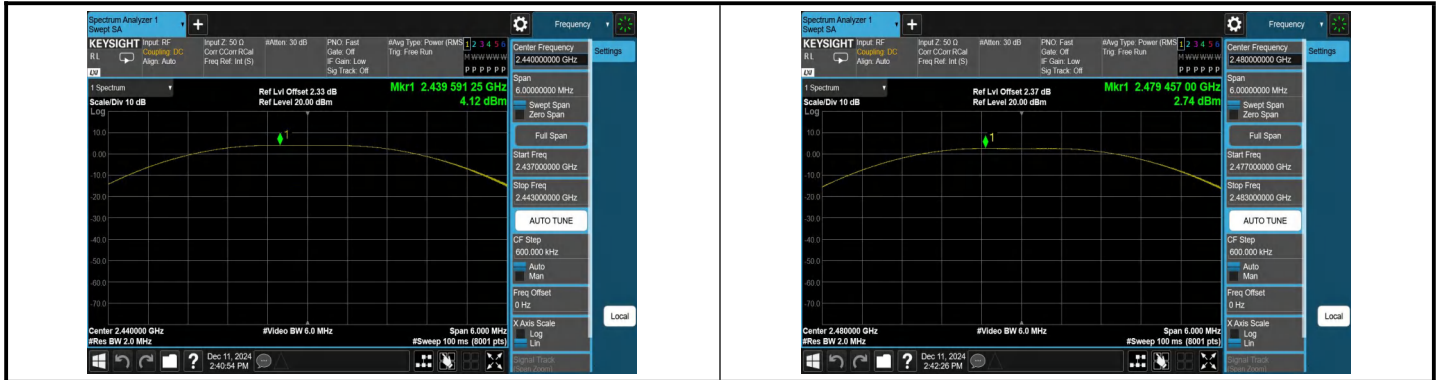 Spectrum Analyzer 1
Swept SA
+
Frequency
KEYSIGHT
RL
Input: RF
Coupling: DC
Align: Auto
Input Z: 50 Ω
Corr CCorr RCal
Freq Ref: Int (S)
#Atten: 30 dB
PNO: Fast
Gate: Off
IF Gain: Low
Sig Track: Off
#Avg Type: Power (RMS
Trig: Free Run
1 2 3 4 5 6
M W W W W W
P P P P P P
LXI
1 Spectrum
Scale/Div 10 dB
Log
Ref Lvl Offset 2.33 dB
Ref Level 20.00 dBm
Mkr1 2.439 591 25 GHz
4.12 dBm
1
10.0
0.00
-10.0
-20.0
-30.0
-40.0
-50.0
-60.0
-70.0
Center 2.440000 GHz
#Res BW 2.0 MHz
#Video BW 6.0 MHz
Span 6.000 MHz
#Sweep 100 ms (8001 pts)
Dec 11, 2024
2:40:54 PM
Center Frequency
2.440000000 GHz
Span
6.00000000 MHz
Swept Span
Zero Span
Full Span
Start Freq
2.437000000 GHz
Stop Freq
2.443000000 GHz
AUTO TUNE
CF Step
600.000 kHz
Auto
Man
Freq Offset
0 Hz
X Axis Scale
Log
Lin
Signal Track
(Span Zoom)
Settings
Local
Spectrum Analyzer 1
Swept SA
+
Frequency
KEYSIGHT
RL
Input: RF
Coupling: DC
Align: Auto
Input Z: 50 Ω
Corr CCorr RCal
Freq Ref: Int (S)
#Atten: 30 dB
PNO: Fast
Gate: Off
IF Gain: Low
Sig Track: Off
#Avg Type: Power (RMS
Trig: Free Run
1 2 3 4 5 6
M W W W W W
P P P P P P
LXI
1 Spectrum
Scale/Div 10 dB
Log
Ref Lvl Offset 2.37 dB
Ref Level 20.00 dBm
Mkr1 2.479 457 00 GHz
2.74 dBm
1
10.0
0.00
-10.0
-20.0
-30.0
-40.0
-50.0
-60.0
-70.0
Center 2.480000 GHz
#Res BW 2.0 MHz
#Video BW 6.0 MHz
Span 6.000 MHz
#Sweep 100 ms (8001 pts)
Dec 11, 2024
2:42:26 PM
Center Frequency
2.480000000 GHz
Span
6.00000000 MHz
Swept Span
Zero Span
Full Span
Start Freq
2.477000000 GHz
Stop Freq
2.483000000 GHz
AUTO TUNE
CF Step
600.000 kHz
Auto
Man
Freq Offset
0 Hz
X Axis Scale
Log
Lin
Signal Track
(Span Zoom)
Settings
Local